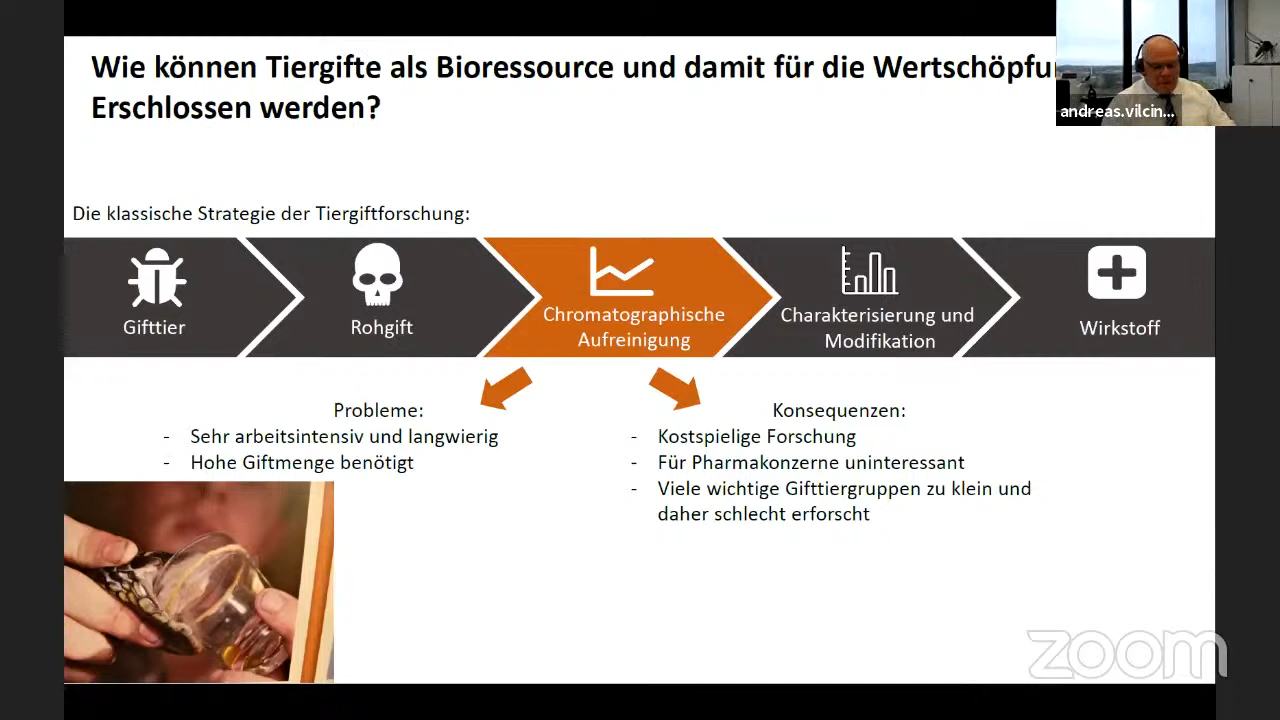 Wie können Tiergifte als Bioressource und damit für die Wertschöpfu
Erschlossen werden?
andreas.vilcin...
Die klassische Strategie der Tiergiftforschung:
Gifttier
Rohgift
Chromatographische
Aufreinigung
Charakterisierung und
Modifikation
Wirkstoff
Probleme:
- Sehr arbeitsintensiv und langwierig
- Hohe Giftmenge benötigt
Konsequenzen:
- Kostspielige Forschung
- Für Pharmakonzerne uninteressant
- Viele wichtige Gifttiergruppen zu klein und
daher schlecht erforscht
zoom